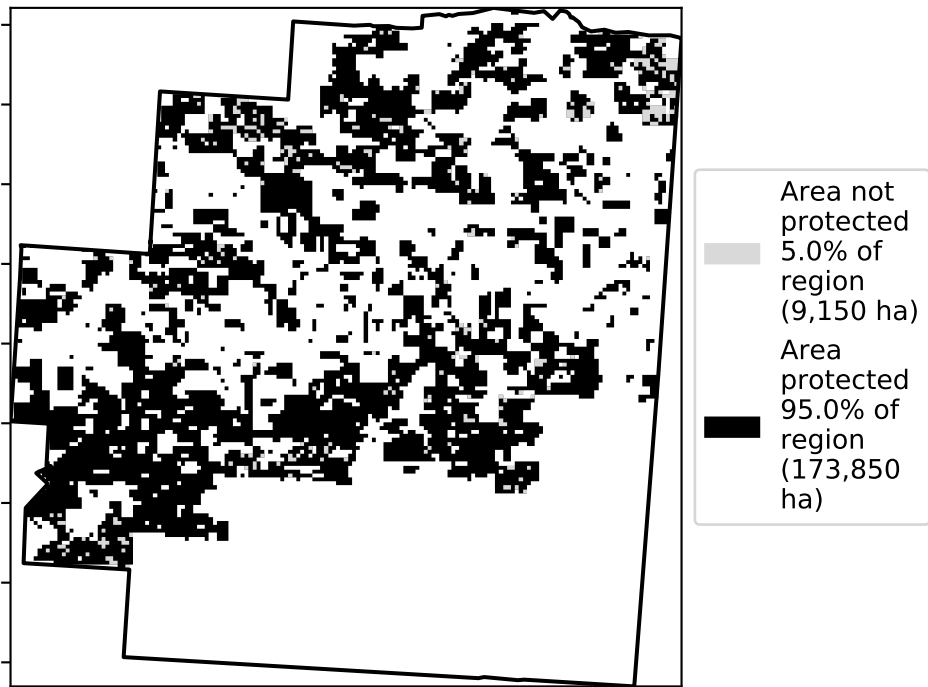 Area not
protected
5.0% of
region
(9,150 ha)
Area
protected
95.0% of
region
(173,850
ha)